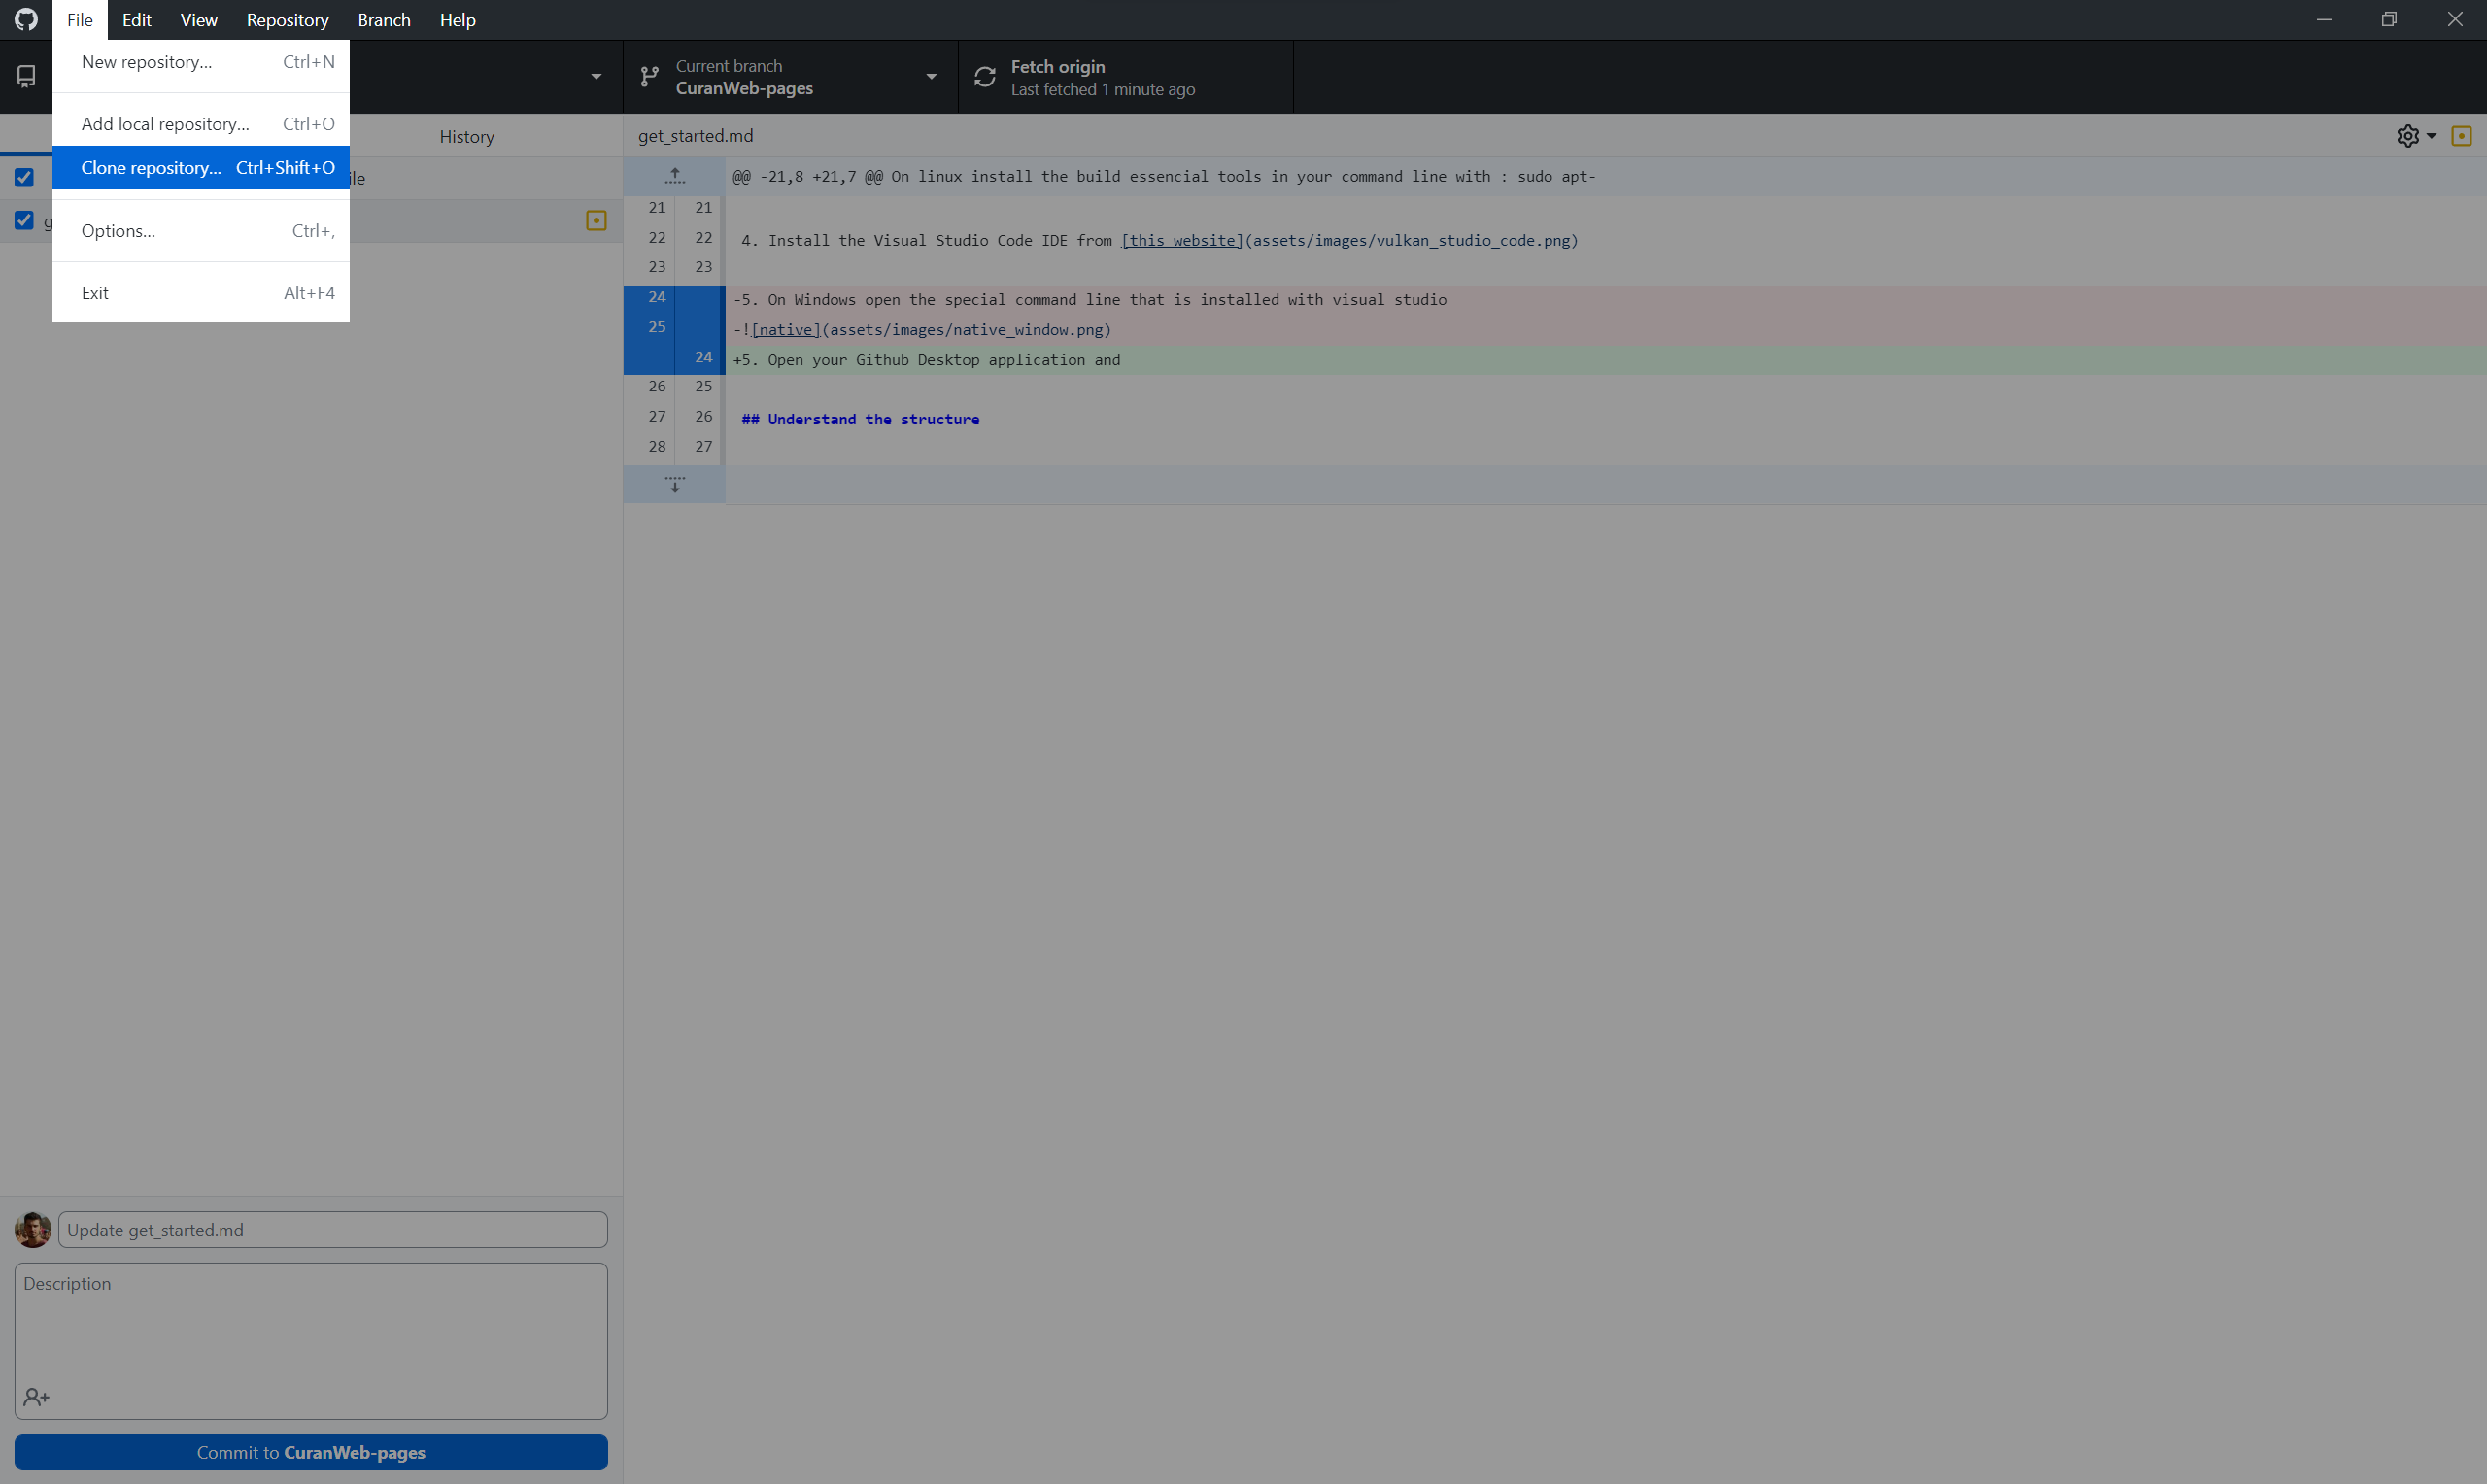 File Edit View Repository Branch Help
New repository... Ctrl+N
Add local repository... Ctrl+O
Clone repository... Ctrl+Shift+O
Options... Ctrl+,
Exit Alt+F4
Current branch
CuranWeb-pages
Fetch origin
Last fetched 1 minute ago
History
get_started.md
@@ -21,8 +21,7 @@ On linux install the build essencial tools in your command line with : sudo apt-
21 21
22 22 4. Install the Visual Studio Code IDE from [this website](assets/images/vulkan_studio_code.png)
23 23
24 -5. On Windows open the special command line that is installed with visual studio
25 -![native](assets/images/native_window.png)
24 +5. Open your Github Desktop application and
26 25
27 26 ## Understand the structure
28 27
Update get_started.md
Description
Commit to CuranWeb-pages